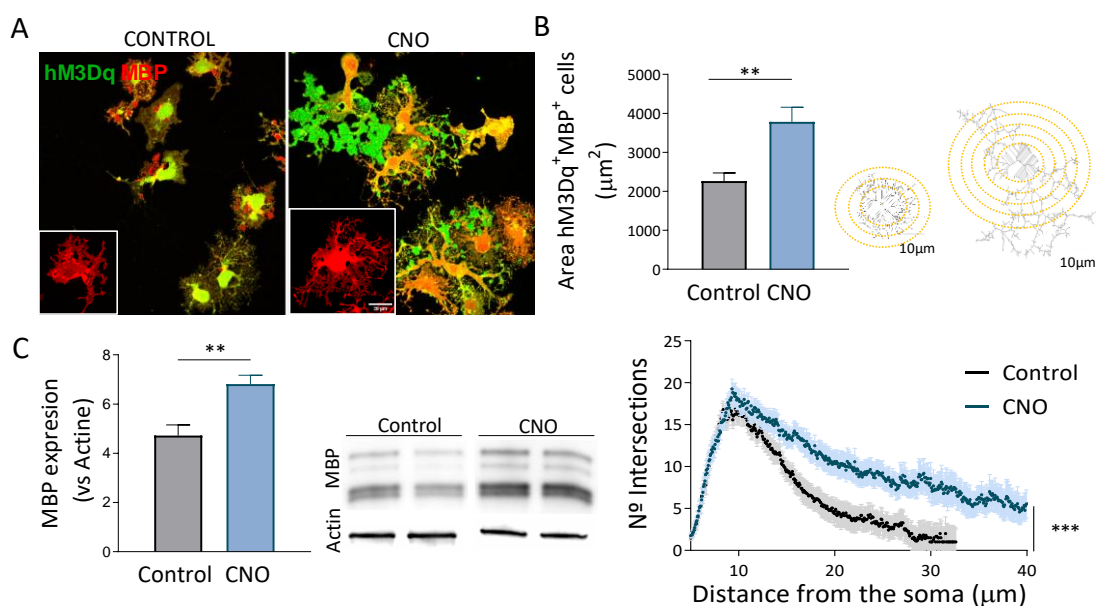 A
CONTROL
CNO
hM3Dq MBP
20 µm
B
Area hM3Dq⁺MBP⁺ cells
(µm²)
5000
4000
3000
2000
1000
0
**
Control CNO
10µm
10µm
C
MBP expresion
(vs Actine)
8
6
4
2
0
**
Control CNO
Control
CNO
MBP
Actin
Nº Intersections
25
20
15
10
5
0
Control
CNO
***
10 20 30 40
Distance from the soma (µm)